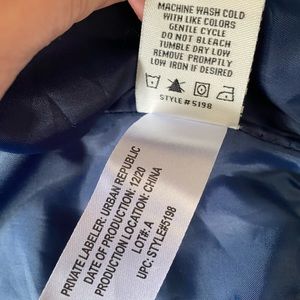 MACHINE WASH COLD
WITH LIKE COLORS
GENTLE CYCLE
DO NOT BLEACH
TUMBLE DRY LOW
REMOVE PROMPTLY
LOW IRON IF DESIRED
STYLE#5198
PRIVATE LABELER: URBAN REPUBLIC
DATE OF PRODUCTION: 12/20
PRODUCTION LOCATION: CHINA
LOT#: A
UPC: STYLE#5198